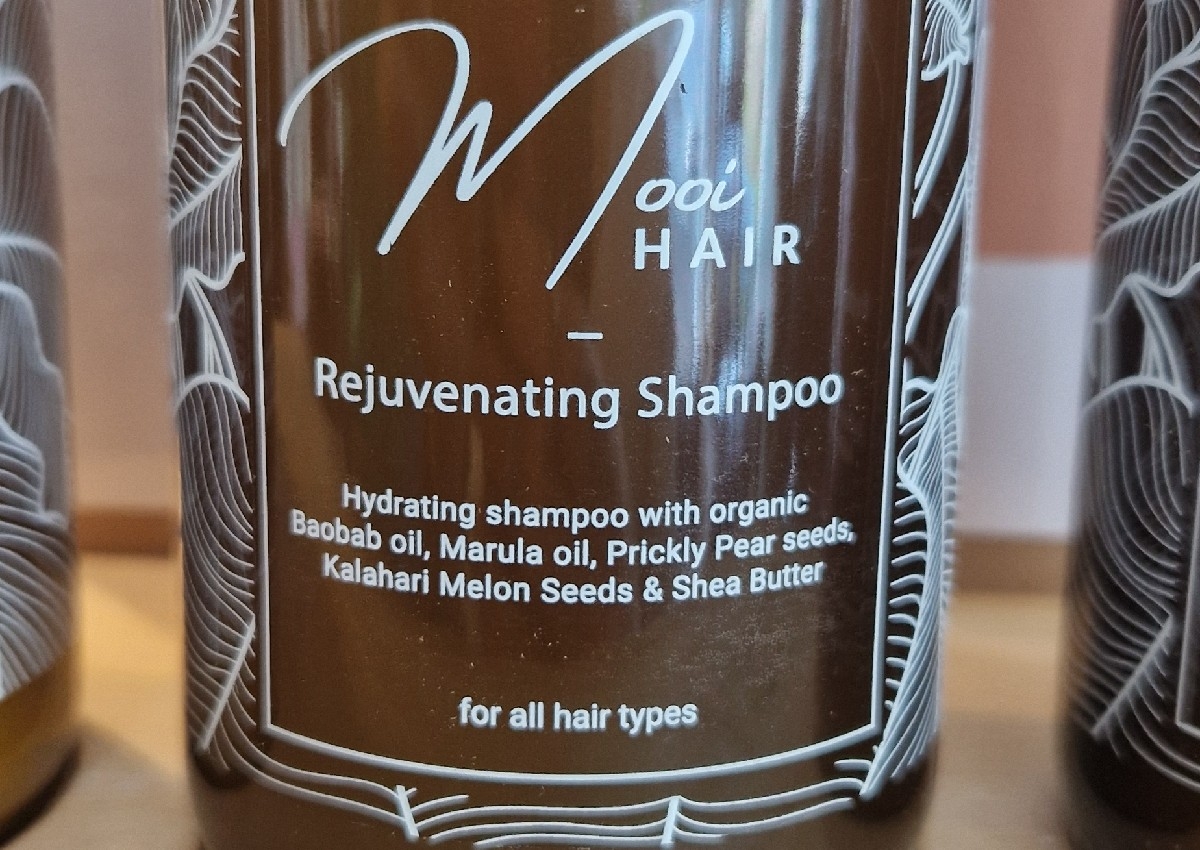 Mooi
HAIR
Rejuvenating Shampoo
Hydrating shampoo with organic
Baobab oil, Marula oil, Prickly Pear seeds,
Kalahari Melon Seeds & Shea Butter
for all hair types